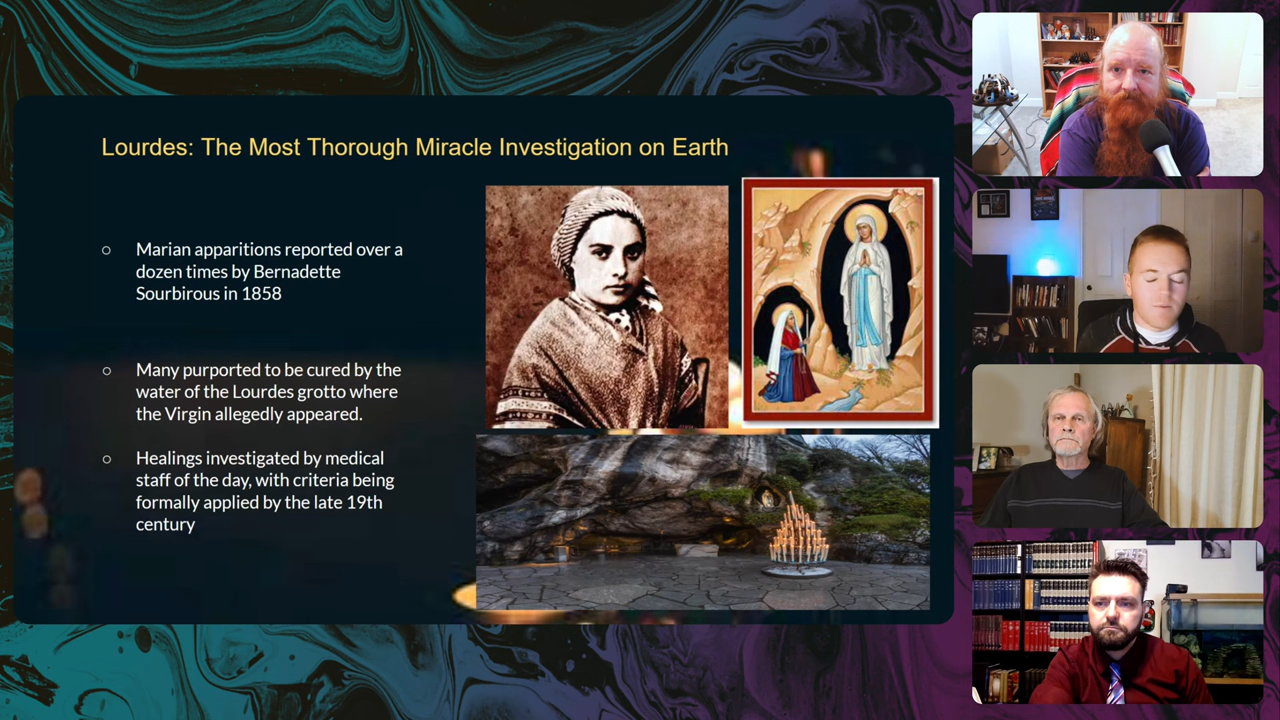 Lourdes: The Most Thorough Miracle Investigation on Earth
Marian apparitions reported over a
dozen times by Bernadette
Sourbirous in 1858
Many purported to be cured by the
water of the Lourdes grotto where
the Virgin allegedly appeared.
Healings investigated by medical
staff of the day, with criteria being
formally applied by the late 19th
century